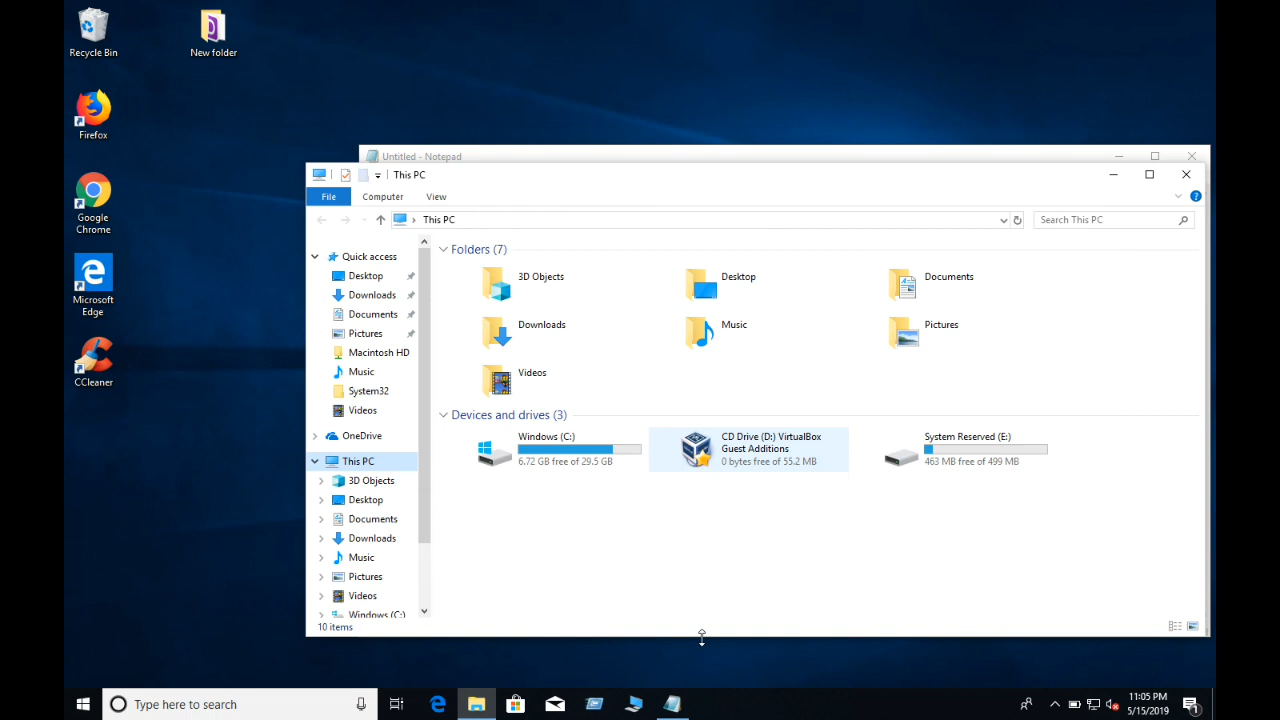 Recycle Bin
New folder
Firefox
Google
Chrome
Microsoft
Edge
CCleaner
Untitled - Notepad
This PC
File
Computer
View
This PC
Search This PC
Quick access
Desktop
Downloads
Documents
Pictures
Macintosh HD
Music
System32
Videos
OneDrive
This PC
3D Objects
Desktop
Documents
Downloads
Music
Pictures
Videos
Windows (C:)
Folders (7)
3D Objects
Desktop
Documents
Downloads
Music
Pictures
Videos
Devices and drives (3)
Windows (C:)
6.72 GB free of 29.5 GB
CD Drive (D:) VirtualBox
Guest Additions
0 bytes free of 55.2 MB
System Reserved (E:)
463 MB free of 499 MB
10 items
Type here to search
11:05 PM
5/15/2019
1